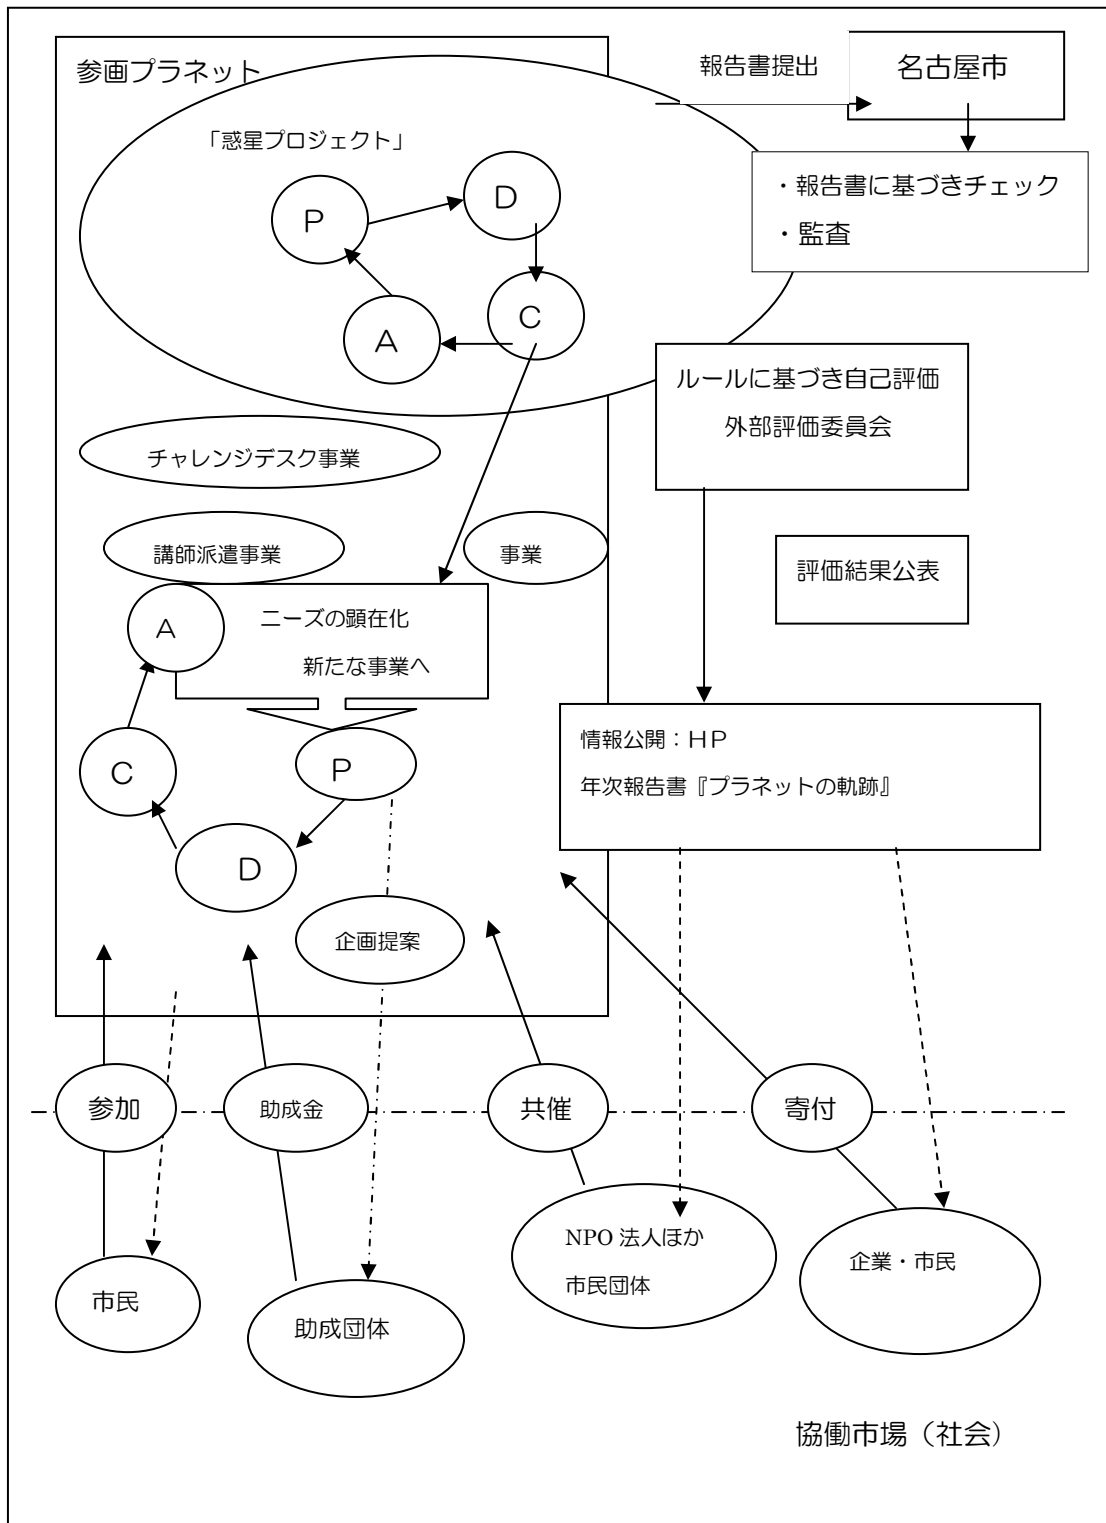 参画プラネット
報告書提出
名古屋市
「惑星プロジェクト」
・報告書に基づきチェック
・監査
P
D
C
A
ルールに基づき自己評価
外部評価委員会
チャレンジデスク事業
講師派遣事業
事業
評価結果公表
A
ニーズの顕在化
新たな事業へ
C
P
D
情報公開：HP
年次報告書『プラネットの軌跡』
企画提案
参加
助成金
共催
寄付
市民
助成団体
NPO 法人ほか
市民団体
企業・市民
協働市場（社会）